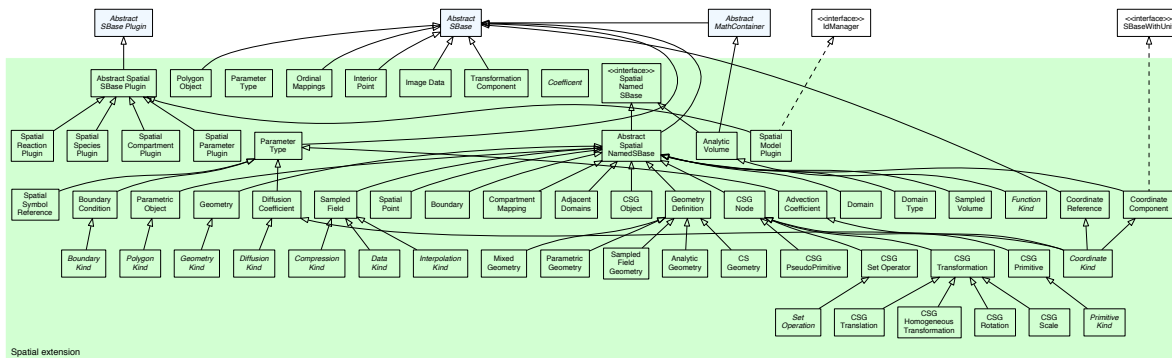 Abstract
SBase Plugin
Abstract
SBase
Abstract
MathContainer
<<interface>>
IdManager
<<interface>>
SBaseWithUnit
Abstract Spatial
SBase Plugin
Polygon
Object
Parameter
Type
Ordinal
Mappings
Interior
Point
Image Data
Transformation
Component
Coefficent
<<interface>>
Spatial
Named
SBase
Spatial
Reaction
Plugin
Spatial
Species
Plugin
Spatial
Compartment
Plugin
Spatial
Parameter
Plugin
Parameter
Type
Abstract
Spatial
NamedSBase
Analytic
Volume
Spatial
Model
Plugin
Spatial
Symbol
Reference
Boundary
Condition
Parametric
Object
Geometry
Diffusion
Coefficient
Sampled
Field
Spatial
Point
Boundary
Compartment
Mapping
Adjacent
Domains
CSG
Object
Geometry
Definition
CSG
Node
Advection
Coefficient
Domain
Domain
Type
Sampled
Volume
Function
Kind
Coordinate
Reference
Coordinate
Component
Boundary
Kind
Polygon
Kind
Geometry
Kind
Diffusion
Kind
Compression
Kind
Data
Kind
Interpolation
Kind
Mixed
Geometry
Parametric
Geometry
Sampled
Field
Geometry
Analytic
Geometry
CS
Geometry
CSG
PseudoPrimitive
CSG
Set Operator
CSG
Transformation
CSG
Primitive
Coordinate
Kind
Set
Operation
CSG
Translation
CSG
Homogeneous
Transformation
CSG
Rotation
CSG
Scale
Primitive
Kind
Spatial extension